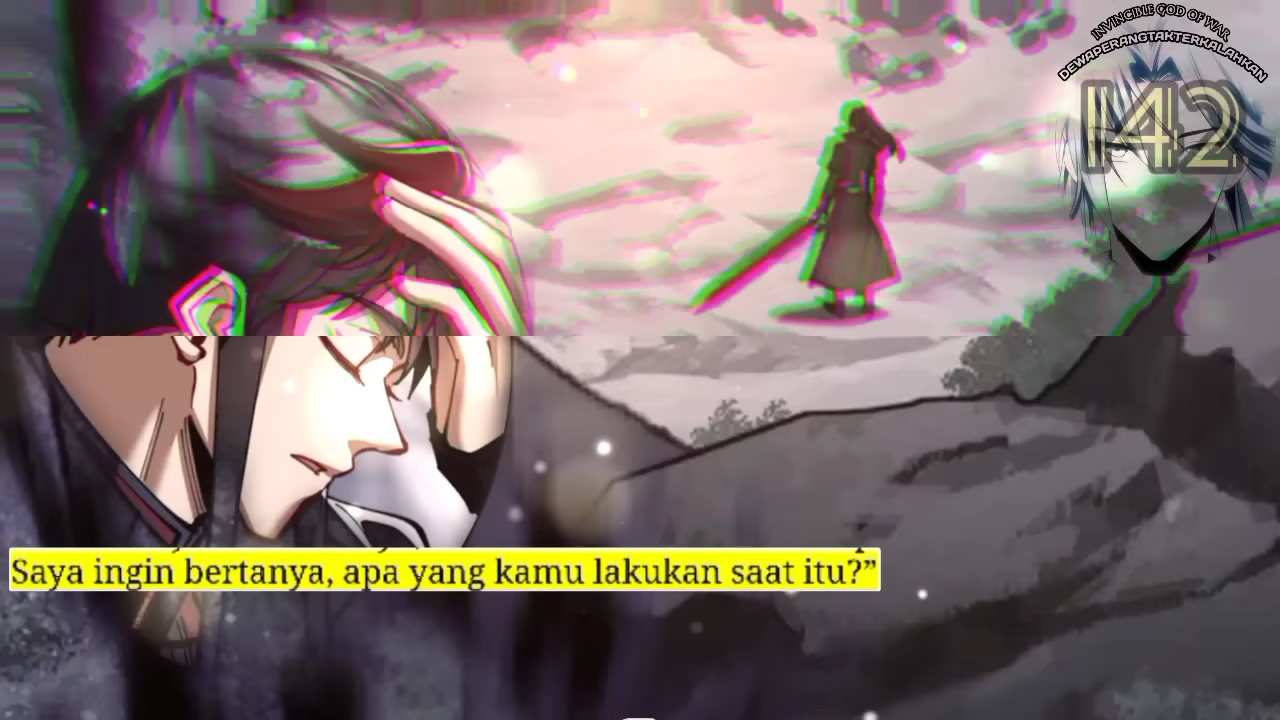 INVINCIBLE GOD OF WAR
DEWAPERANGTAKTERKALAHKAN
142
Saya ingin bertanya, apa yang kamu lakukan saat itu?”